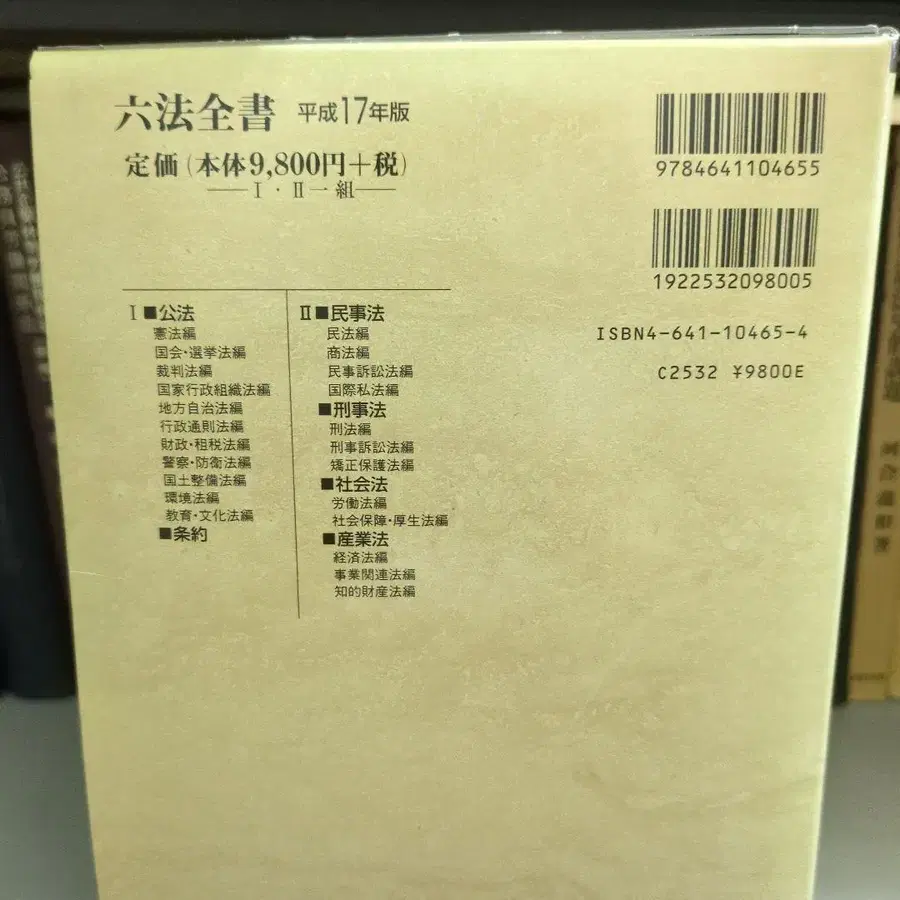 六法全書 平成17年版
定価(本体9,800円+税)
―Ⅰ・Ⅱ一組―
9784641104655
1922532098005
ISBN4-641-10465-4
C2532 ¥9800E
Ⅰ■公法
憲法編
国会・選挙法編
裁判法編
国家行政組織法編
地方自治法編
行政通則法編
財政・租税法編
警察・防衛法編
国土整備法編
環境法編
教育・文化法編
■条約
Ⅱ■民事法
民法編
商法編
民事訴訟法編
国際私法編
■刑事法
刑法編
刑事訴訟法編
矯正保護法編
■社会法
労働法編
社会保障・厚生法編
■産業法
経済法編
事業関連法編
知的財産法編